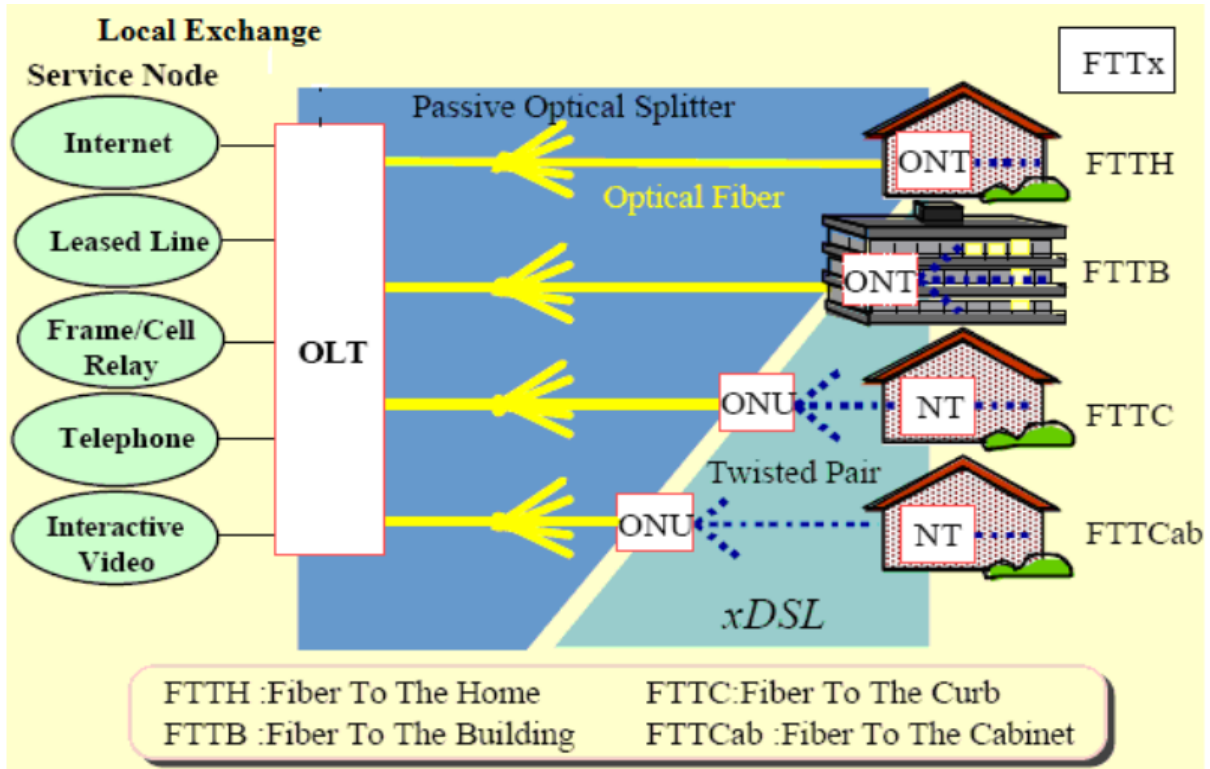 Local Exchange
Service Node
FTTx
Passive Optical Splitter
Internet
ONT
FTTH
Optical Fiber
Leased Line
ONT
FTTB
Frame/Cell
Relay
OLT
ONU
NT
FTTC
Telephone
Twisted Pair
Interactive
Video
ONU
NT
FTTCab
xDSL
FTTH :Fiber To The Home
FTTC:Fiber To The Curb
FTTB :Fiber To The Building
FTTCab :Fiber To The Cabinet